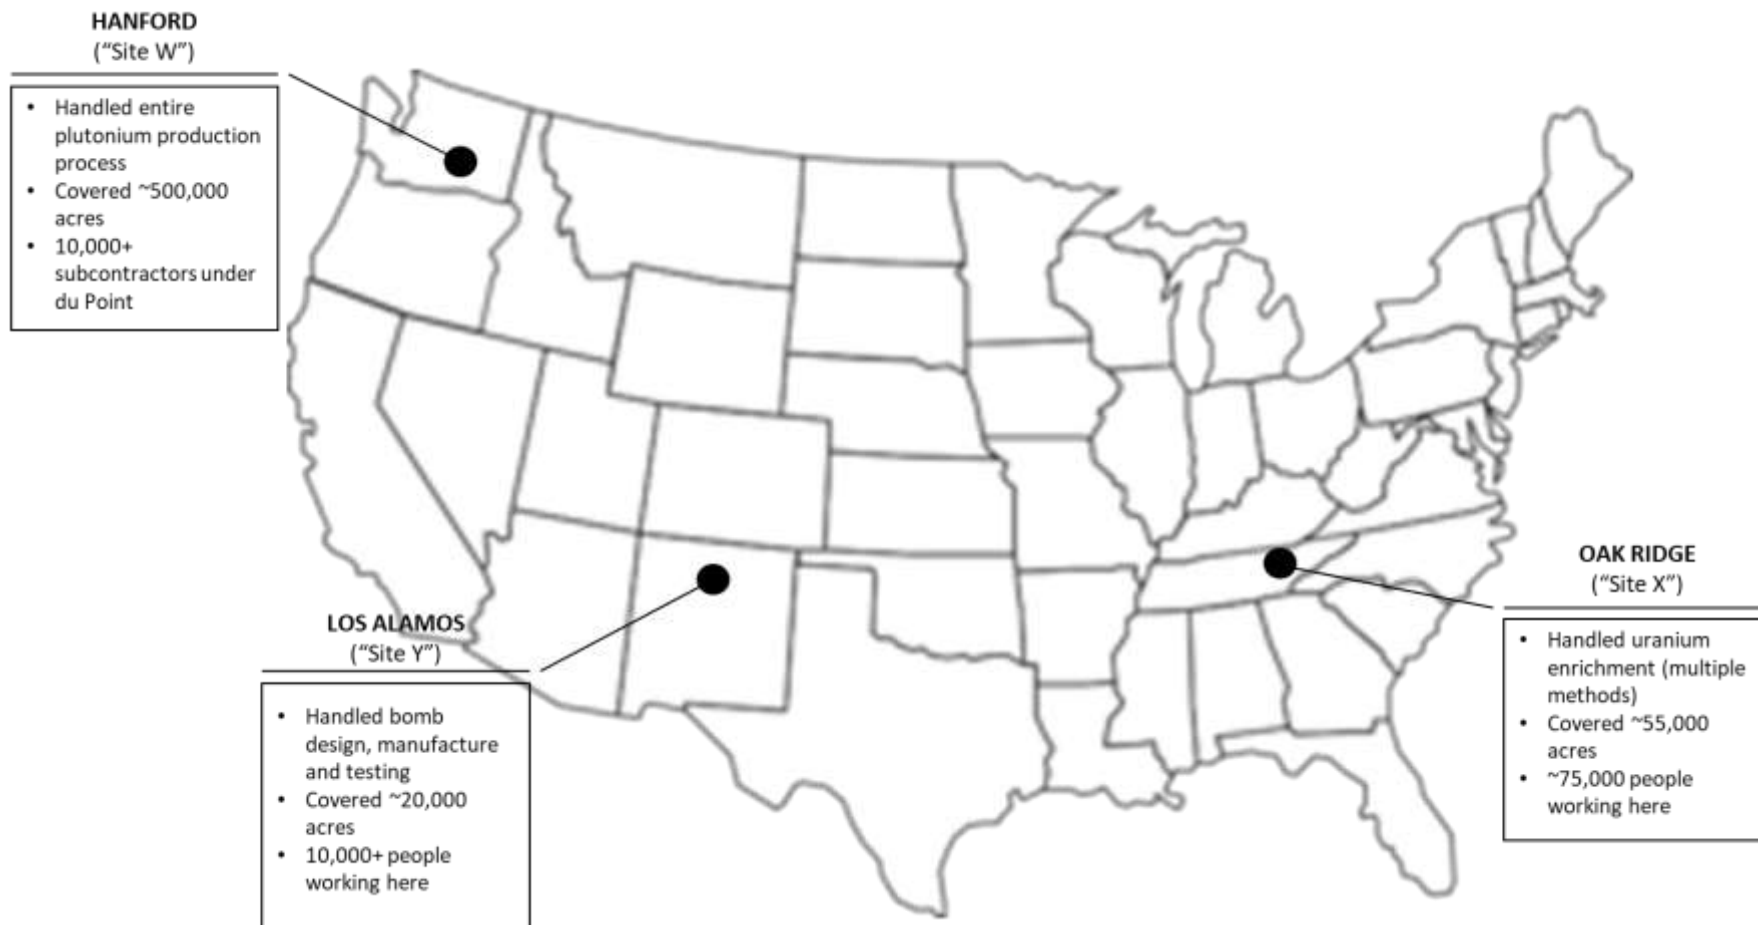 HANFORD
("Site W")
• Handled entire
plutonium production
process
• Covered ~500,000
acres
• 10,000+
subcontractors under
du Point
LOS ALAMOS
("Site Y")
• Handled bomb
design, manufacture
and testing
• Covered ~20,000
acres
• 10,000+ people
working here
OAK RIDGE
("Site X")
• Handled uranium
enrichment (multiple
methods)
• Covered ~55,000
acres
• ~75,000 people
working here